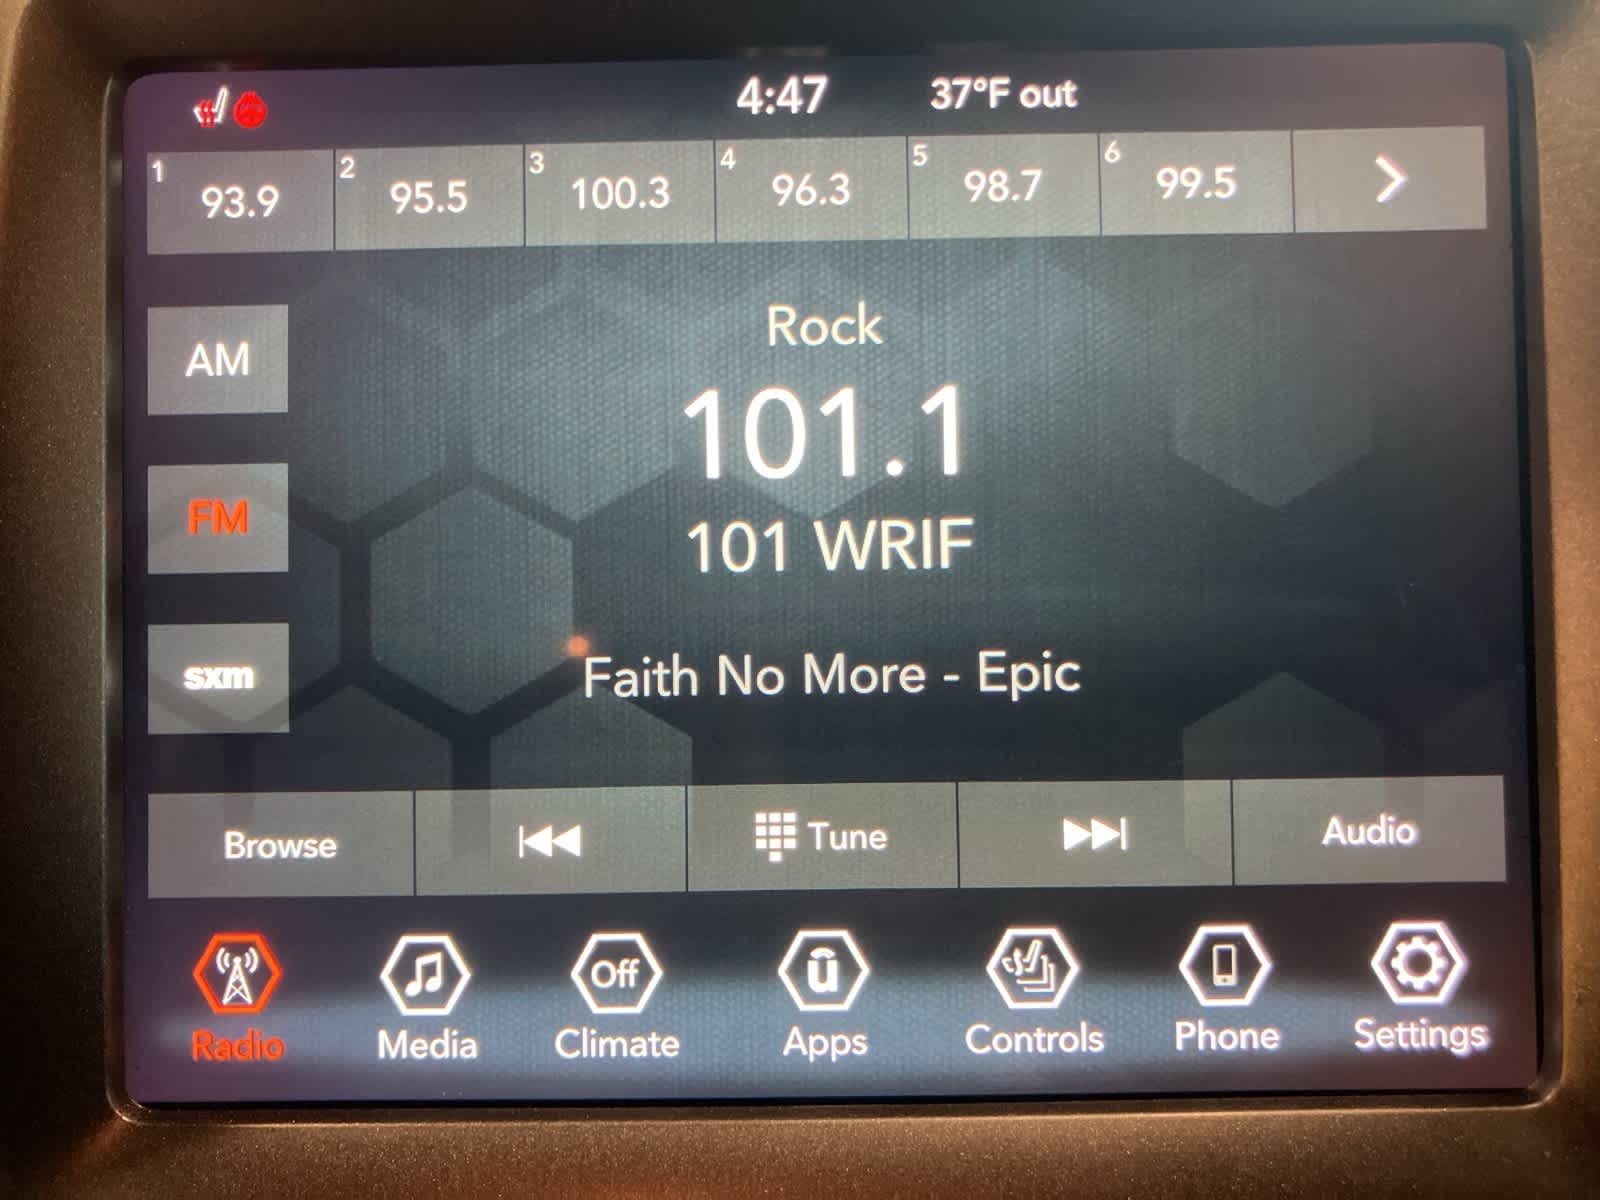 4:47 37°F out
1 93.9 2 95.5 3 100.3 4 96.3 5 98.7 6 99.5
Rock
AM
101.1
FM
101 WRIF
sxm
Faith No More - Epic
Browse Tune Audio
Off u
Radio Media Climate Apps Controls Phone Settings